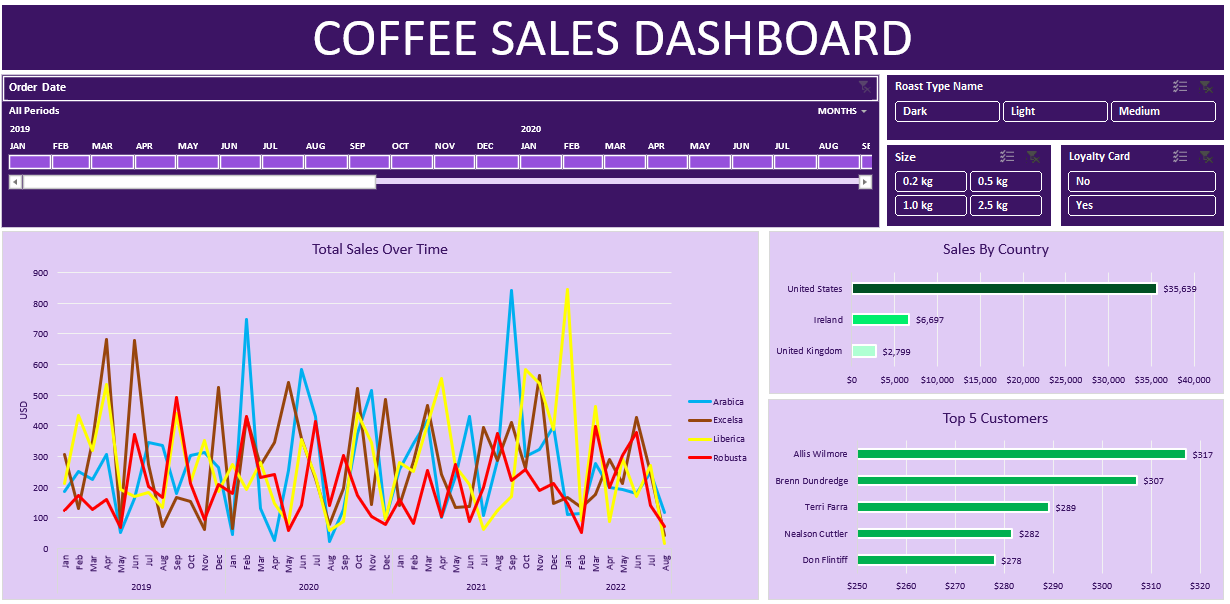 COFFEE SALES DASHBOARD
Order Date
All Periods MONTHS
2019 2020
JAN FEB MAR APR MAY JUN JUL AUG SEP OCT NOV DEC JAN FEB MAR APR MAY JUN JUL AUG SE
Roast Type Name
Dark Light Medium
Size
0.2 kg 0.5 kg
1.0 kg 2.5 kg
Loyalty Card
No
Yes
Total Sales Over Time
900
800
700
600
500
400
300
200
100
0
USD
Jan Feb Mar Apr May Jun Jul Aug Sep Oct Nov Dec Jan Feb Mar Apr May Jun Jul Aug Sep Oct Nov Dec Jan Feb Mar Apr May Jun Jul Aug Sep Oct Nov Dec Jan Feb Mar Apr May Jun Jul Aug
2019 2020 2021 2022
Arabica
Excelsa
Liberica
Robusta
Sales By Country
United States $35,639
Ireland $6,697
United Kingdom $2,799
$0 $5,000 $10,000 $15,000 $20,000 $25,000 $30,000 $35,000 $40,000
Top 5 Customers
Allis Wilmore $317
Brenn Dundredge $307
Terri Farra $289
Nealson Cuttler $282
Don Flintiff $278
$250 $260 $270 $280 $290 $300 $310 $320